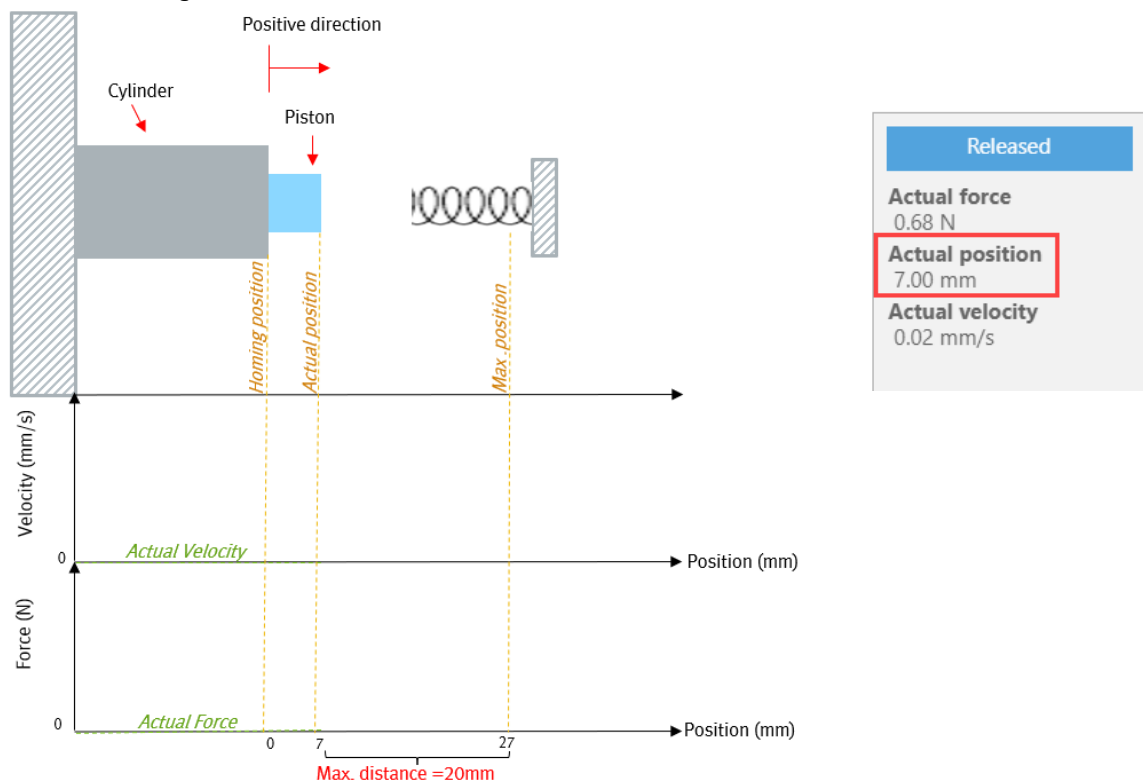 Positive direction
Cylinder
Piston
Homing position
Actual position
Max. position
Released
Actual force
0.68 N
Actual position
7.00 mm
Actual velocity
0.02 mm/s
Velocity (mm/s)
0
Actual Velocity
Position (mm)
Force (N)
0
Actual Force
Position (mm)
0 7 27
Max. distance =20mm